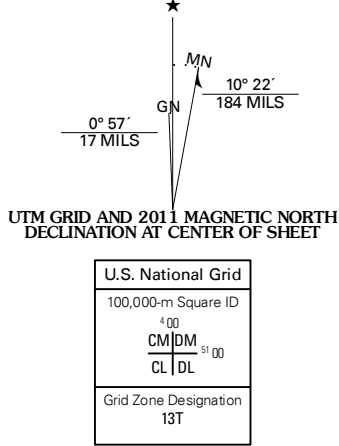 ★
MN
GN
10° 22´
184 MILS
0° 57´
17 MILS
UTM GRID AND 2011 MAGNETIC NORTH
DECLINATION AT CENTER OF SHEET
U.S. National Grid
100,000-m Square ID
4 00
CM DM
51 00
CL DL
Grid Zone Designation
13T